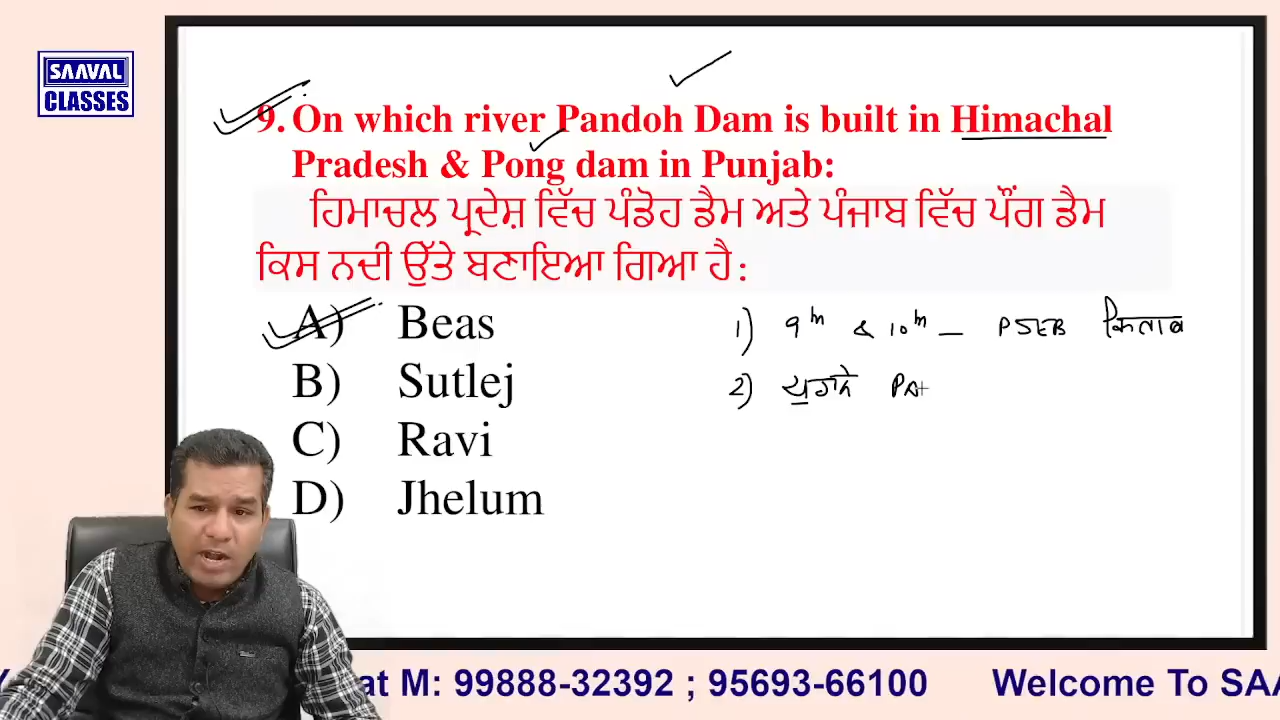 SAAVAL
CLASSES
9. On which river Pandoh Dam is built in Himachal
Pradesh & Pong dam in Punjab:
ਹਿਮਾਚਲ ਪ੍ਰਦੇਸ਼ ਵਿੱਚ ਪੰਡੋਹ ਡੈਮ ਅਤੇ ਪੰਜਾਬ ਵਿੱਚ ਪੌਂਗ ਡੈਮ
ਕਿਸ ਨਦੀ ਉੱਤੇ ਬਣਾਇਆ ਗਿਆ ਹੈ:
A) Beas
B) Sutlej
C) Ravi
D) Jhelum
1) 9th & 10th — PSEB ਕਿਤਾਬ
2) ਪੁਰਾਨੇ PAT
at M: 99888-32392 ; 95693-66100 Welcome To SAA